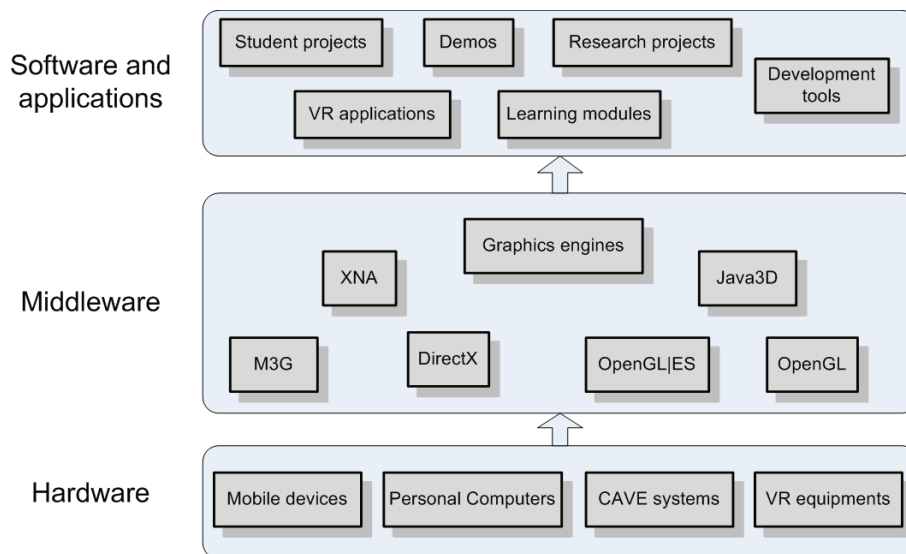 Software and
applications
Student projects
Demos
Research projects
Development
tools
VR applications
Learning modules
Middleware
Graphics engines
XNA
Java3D
M3G
DirectX
OpenGL|ES
OpenGL
Hardware
Mobile devices
Personal Computers
CAVE systems
VR equipments